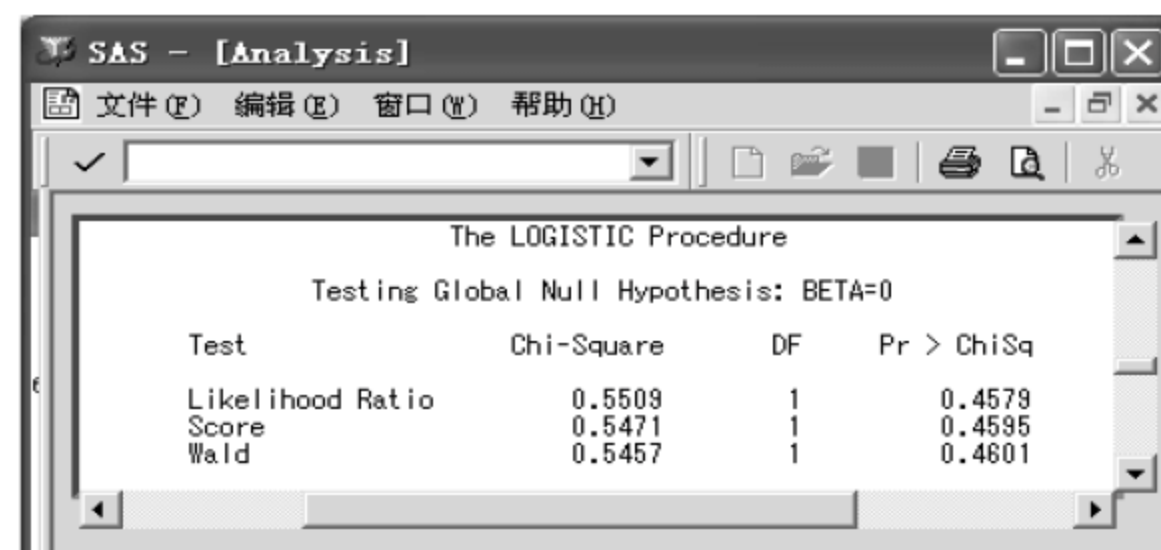 SAS - [Analysis]
文件(F) 编辑(E) 窗口(W) 帮助(H)
The LOGISTIC Procedure
Testing Global Null Hypothesis: BETA=0
Test Chi-Square DF Pr > ChiSq
Likelihood Ratio 0.5509 1 0.4579
Score 0.5471 1 0.4595
Wald 0.5457 1 0.4601